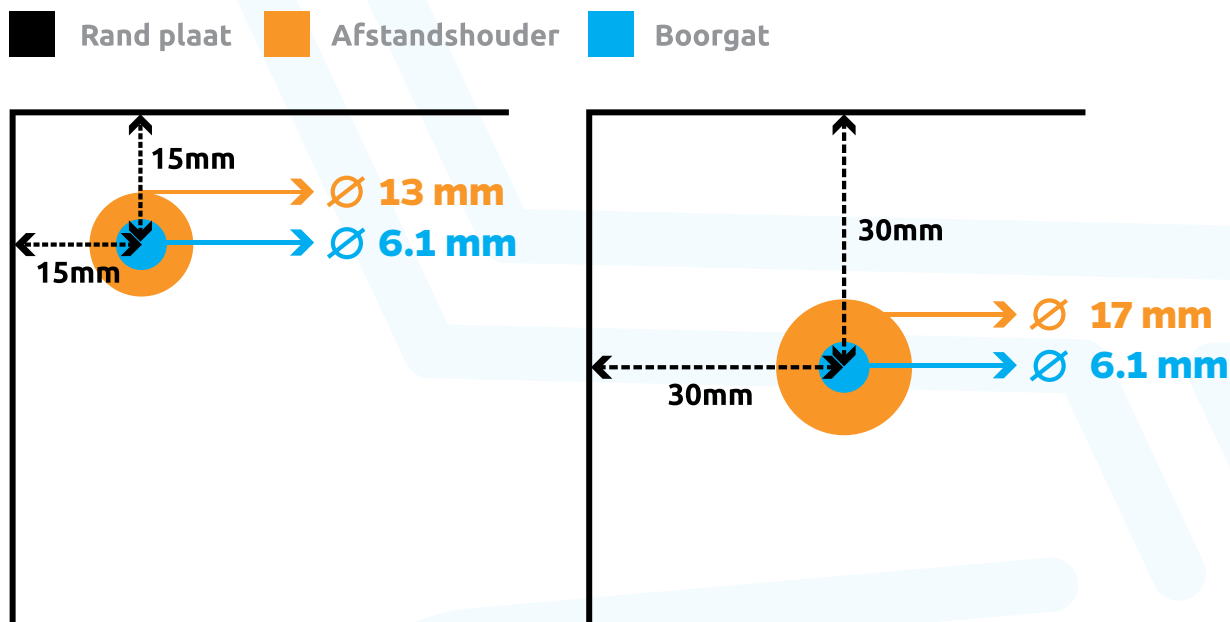 Rand plaat Afstandshouder Boorgat
15mm
Ø 13 mm
Ø 6.1 mm
15mm
30mm
Ø 17 mm
Ø 6.1 mm
30mm